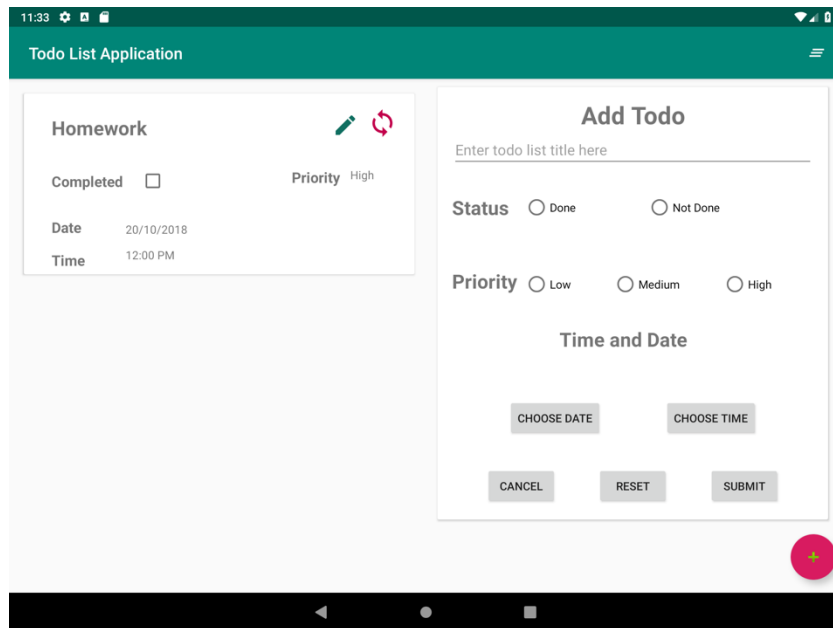 11:33
Todo List Application
Homework
Completed
Priority High
Date 20/10/2018
Time 12:00 PM
Add Todo
Enter todo list title here
Status Done Not Done
Priority Low Medium High
Time and Date
CHOOSE DATE CHOOSE TIME
CANCEL RESET SUBMIT
+